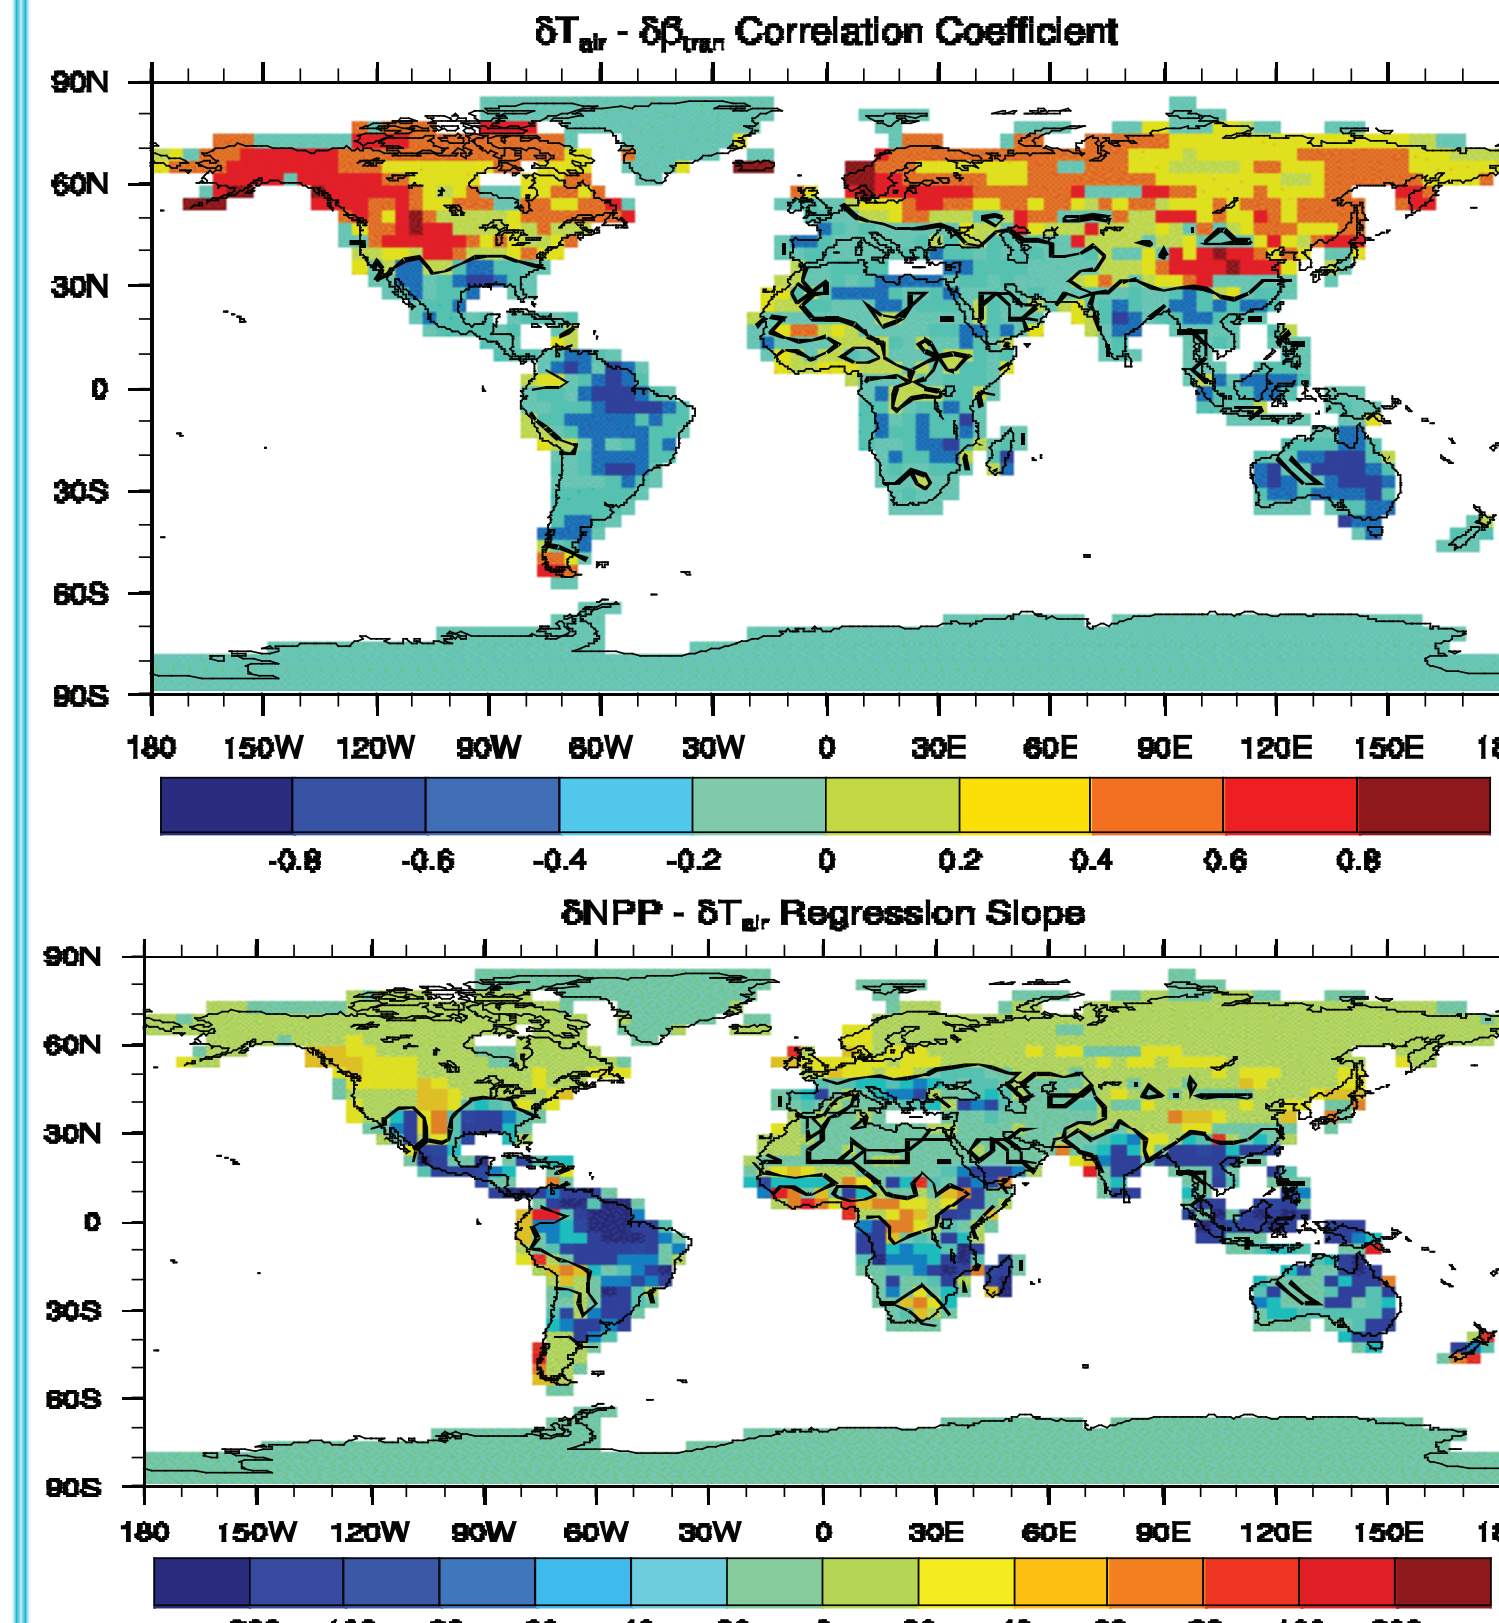 δT_air - δβ_tran Correlation Coefficient
90N
60N
30N
0
30S
60S
90S
180 150W 120W 90W 60W 30W 0 30E 60E 90E 120E 150E
-0.8 -0.6 -0.4 -0.2 0 0.2 0.4 0.6 0.8
δNPP - δT_air Regression Slope
90N
60N
30N
0
30S
60S
90S
180 150W 120W 90W 60W 30W 0 30E 60E 90E 120E 150E